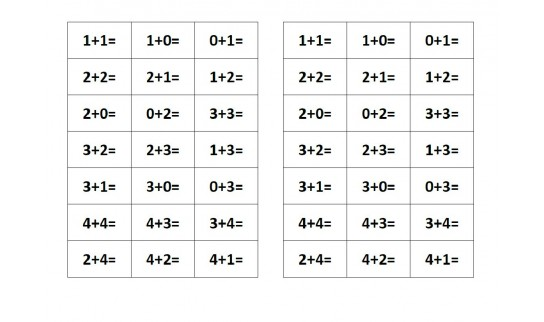 1+1= 1+0= 0+1=
2+2= 2+1= 1+2=
2+0= 0+2= 3+3=
3+2= 2+3= 1+3=
3+1= 3+0= 0+3=
4+4= 4+3= 3+4=
2+4= 4+2= 4+1=
1+1= 1+0= 0+1=
2+2= 2+1= 1+2=
2+0= 0+2= 3+3=
3+2= 2+3= 1+3=
3+1= 3+0= 0+3=
4+4= 4+3= 3+4=
2+4= 4+2= 4+1=